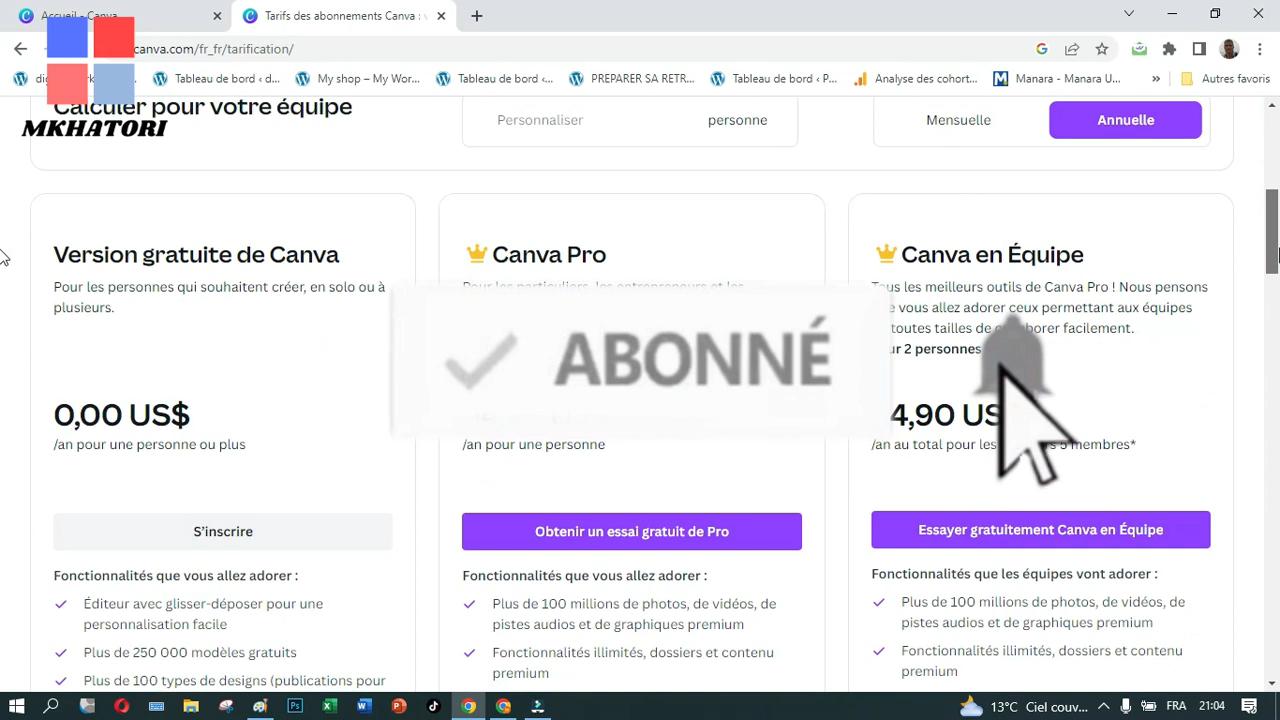 Accueil - Canva
Tarifs des abonnements Canva :
canva.com/fr_fr/tarification/
Tableau de bord ‹ d...
My shop – My Wor...
Tableau de bord ‹...
PREPARER SA RETR...
Tableau de bord ‹ P...
Analyse des cohort...
Manara - Manara U...
»
Autres favoris
MKHATORI
Calculer pour votre équipe
Personnaliser
personne
Mensuelle
Annuelle
Version gratuite de Canva
Pour les personnes qui souhaitent créer, en solo ou à
plusieurs.
0,00 US$
/an pour une personne ou plus
S'inscrire
Fonctionnalités que vous allez adorer :
Éditeur avec glisser-déposer pour une
personnalisation facile
Plus de 250 000 modèles gratuits
Plus de 100 types de designs (publications pour
Canva Pro
Pour les particuliers, les entrepreneurs et les
/an pour une personne
Obtenir un essai gratuit de Pro
Fonctionnalités que vous allez adorer :
Plus de 100 millions de photos, de vidéos, de
pistes audios et de graphiques premium
Fonctionnalités illimités, dossiers et contenu
premium
Canva en Équipe
Tous les meilleurs outils de Canva Pro ! Nous pensons
vous allez adorer ceux permettant aux équipes
toutes tailles de
facilement.
2 personnes
4,90 US
/an au total pour les
5 membres*
Essayer gratuitement Canva en Équipe
Fonctionnalités que les équipes vont adorer :
Plus de 100 millions de photos, de vidéos, de
pistes audios et de graphiques premium
Fonctionnalités illimités, dossiers et contenu
premium
ABONNÉ
13°C Ciel couv...
FRA
21:04